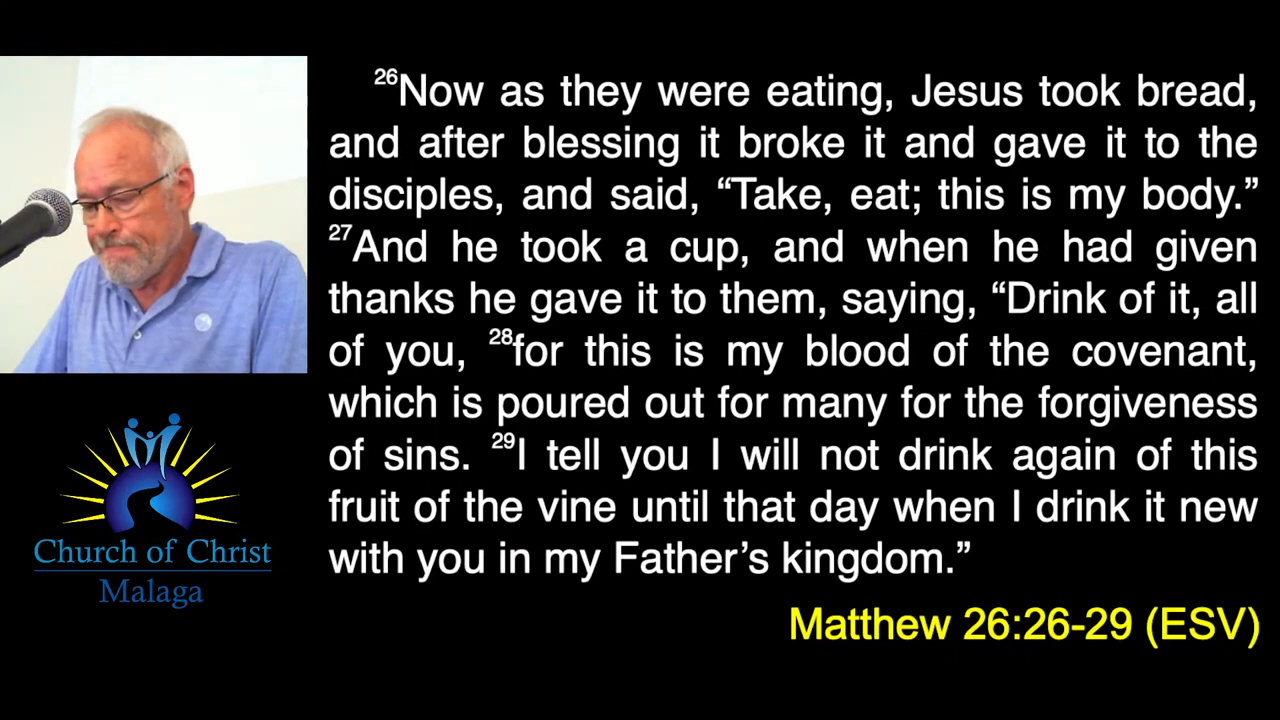 ²⁶Now as they were eating, Jesus took bread,
and after blessing it broke it and gave it to the
disciples, and said, “Take, eat; this is my body.”
²⁷And he took a cup, and when he had given
thanks he gave it to them, saying, “Drink of it, all
of you, ²⁸for this is my blood of the covenant,
which is poured out for many for the forgiveness
of sins. ²⁹I tell you I will not drink again of this
fruit of the vine until that day when I drink it new
with you in my Father’s kingdom.”
Matthew 26:26-29 (ESV)
Church of Christ
Malaga